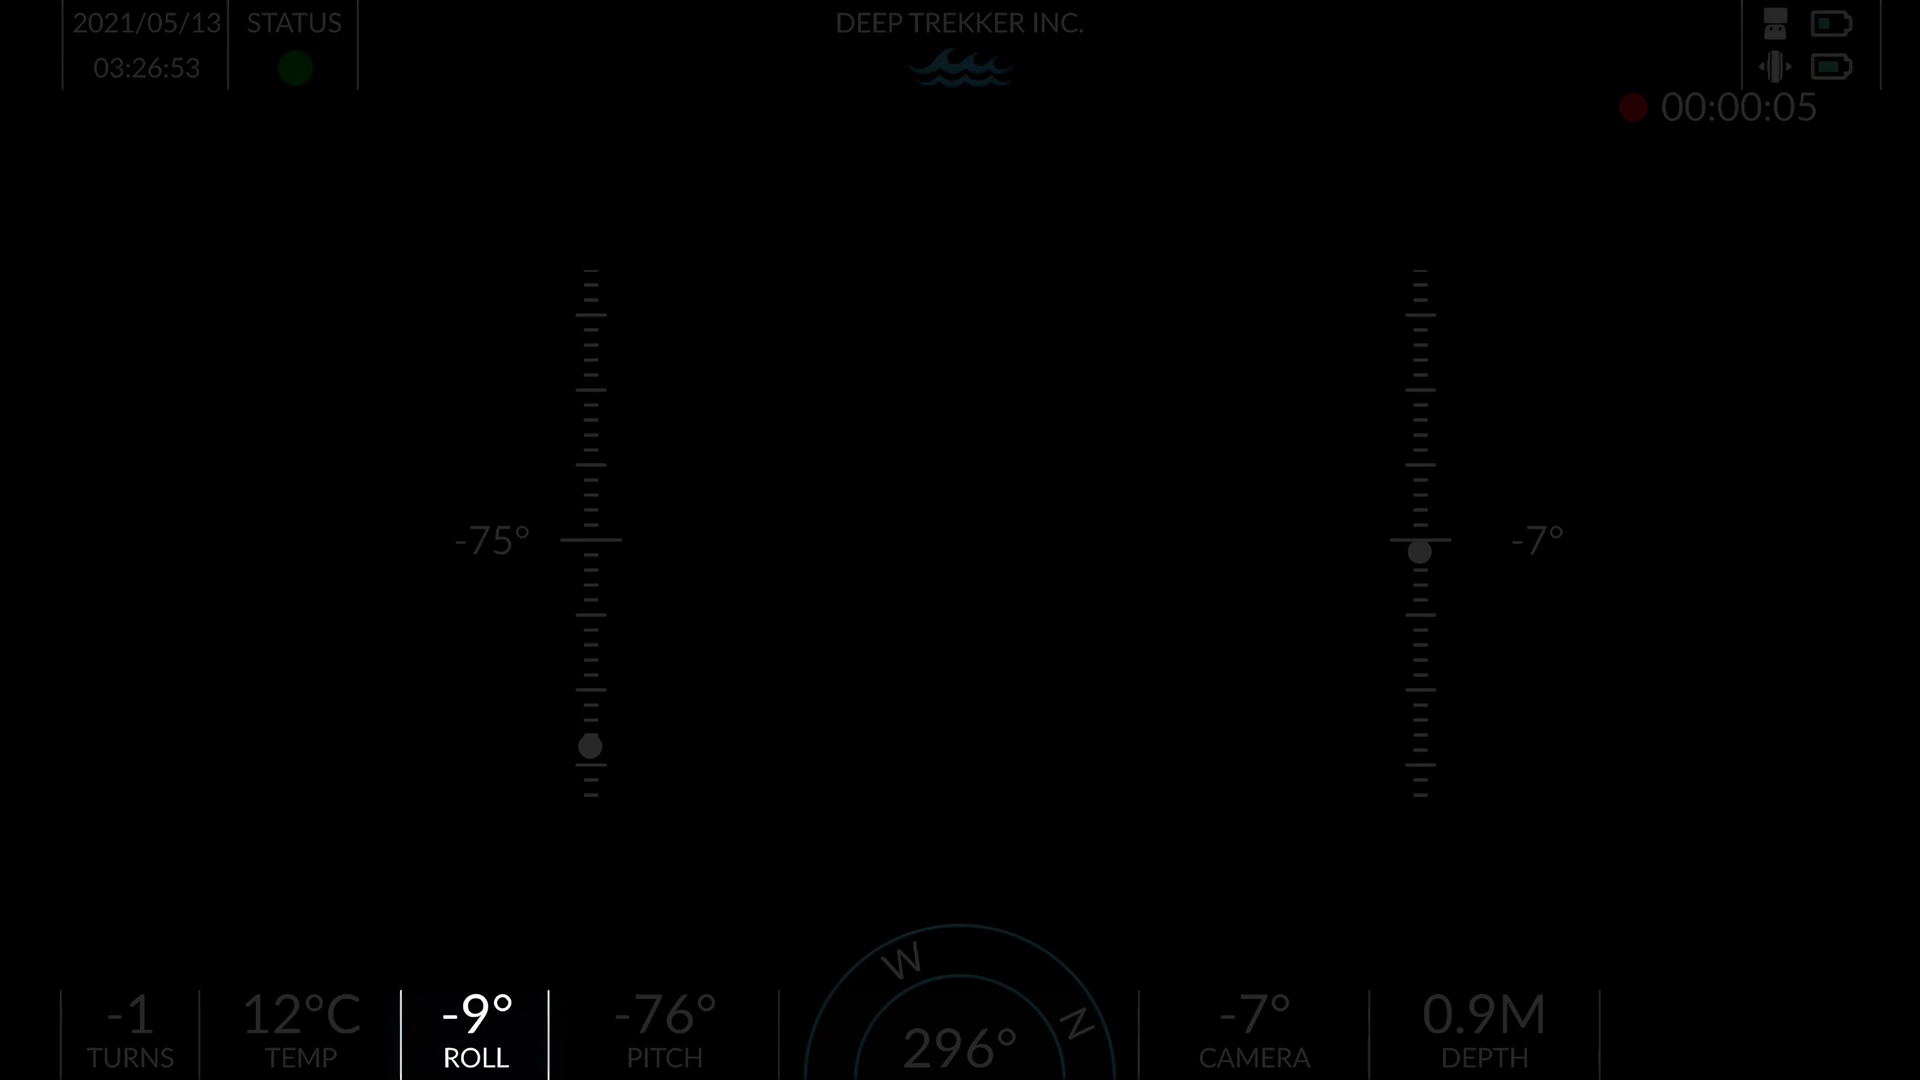 2021/05/13
03:26:53
STATUS
DEEP TREKKER INC.
00:00:05
-75°
-7°
-1
TURNS
12°C
TEMP
-9°
ROLL
-76°
PITCH
W
N
296°
-7°
CAMERA
0.9M
DEPTH